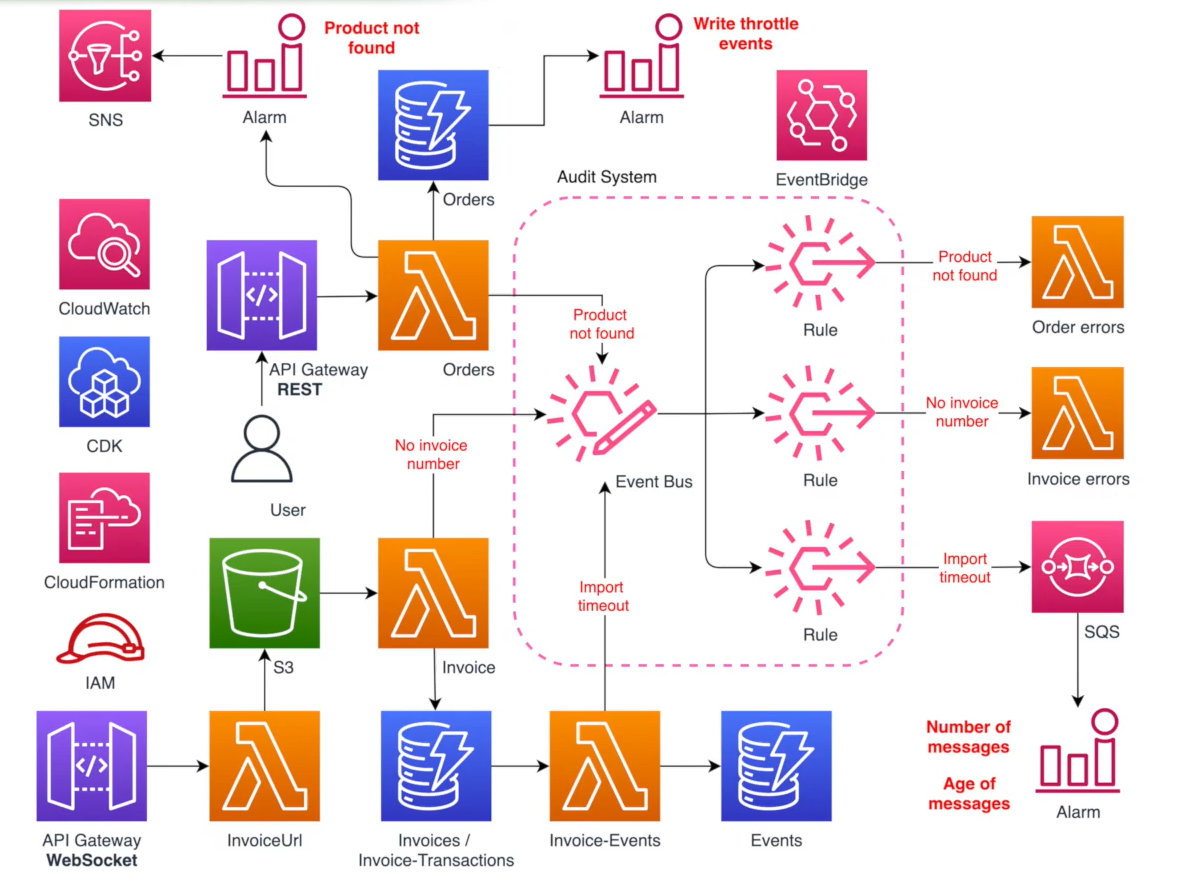 Product not
found
Write throttle
events
SNS
Alarm
Alarm
Orders
Audit System
EventBridge
CloudWatch
API Gateway
REST
Orders
Product
not found
Rule
Product
not found
Order errors
CDK
User
No invoice
number
Event Bus
Rule
No invoice
number
Invoice errors
CloudFormation
S3
Invoice
Import
timeout
Rule
Import
timeout
SQS
IAM
API Gateway
WebSocket
InvoiceUrl
Invoices /
Invoice-Transactions
Invoice-Events
Events
Number of
messages
Age of
messages
Alarm